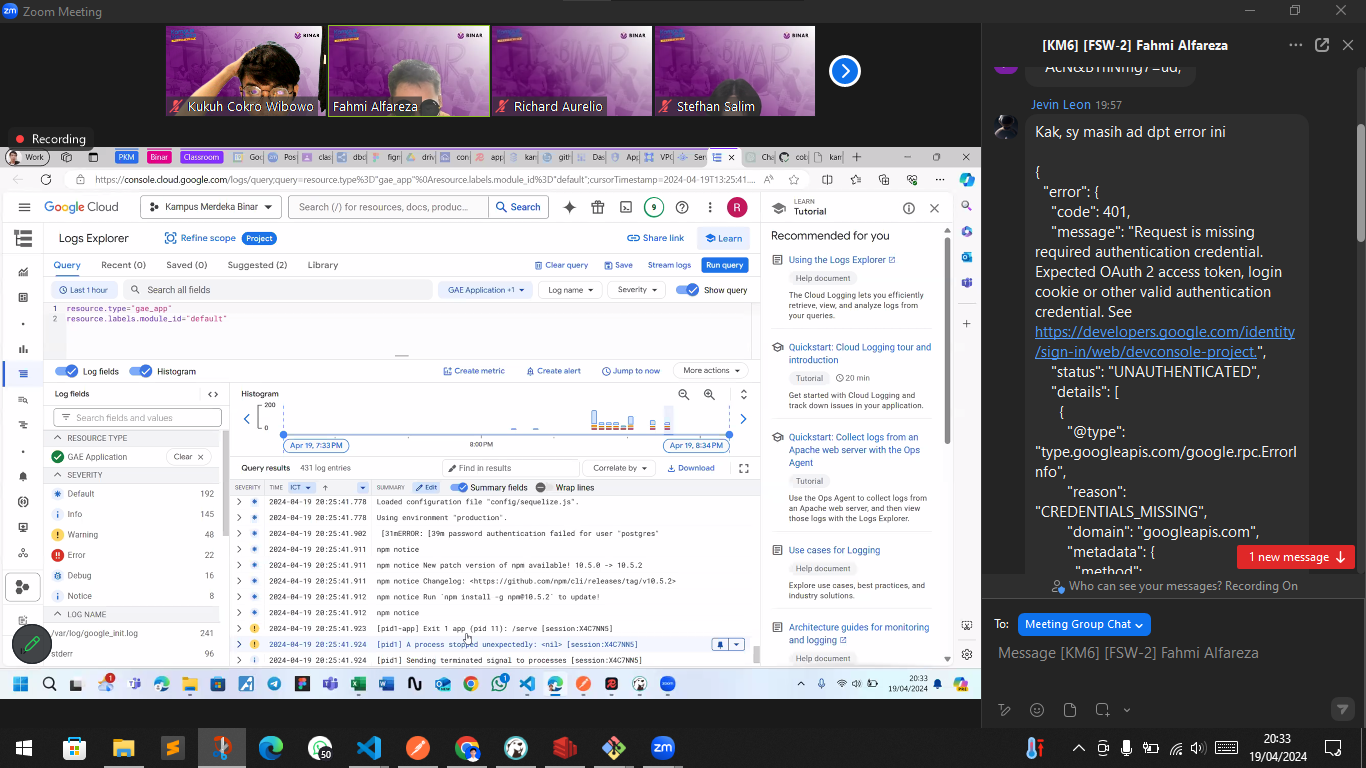 Zoom Meeting
BINAR
BINAR
BINAR
BINAR
Kukuh Cokro Wibowo
Fahmi Alfareza
Richard Aurelio
Stefhan Salim
Recording
Work
PKM
Binar
Classroom
https://console.cloud.google.com/logs/query;query=resource.type%3D"gae_app"%0Aresource.labels.module_id%3D"default";cursorTimestamp=2024-04-19T13:25:41....
Google Cloud
Kampus Merdeka Binar
Search (/) for resources, docs, produc...
Search
9
R
LEARN
Tutorial
Logs Explorer
Refine scope
Project
Share link
Learn
Query
Recent (0)
Saved (0)
Suggested (2)
Library
Clear query
Save
Stream logs
Run query
Last 1 hour
Search all fields
GAE Application +1
Log name
Severity
Show query
1 resource.type="gae_app"
2 resource.labels.module_id="default"
Log fields
Histogram
Create metric
Create alert
Jump to now
More actions
Log fields
Search fields and values
RESOURCE TYPE
GAE Application
Clear
SEVERITY
Default 192
Info 145
Warning 48
Error 22
Debug 16
Notice 8
LOG NAME
/var/log/google_init.log 241
stderr 96
Histogram
200
0
Apr 19, 7:33 PM
8:00 PM
Apr 19, 8:34 PM
Query results 431 log entries
Find in results
Correlate by
Download
SEVERITY TIME ICT SUMMARY Edit Summary fields Wrap lines
2024-04-19 20:25:41.778 Loaded configuration file "config/sequelize.js".
2024-04-19 20:25:41.778 Using environment "production".
2024-04-19 20:25:41.902 [31mERROR: [39m password authentication failed for user "postgres"
2024-04-19 20:25:41.911 npm notice
2024-04-19 20:25:41.911 npm notice New patch version of npm available! 10.5.0 -> 10.5.2
2024-04-19 20:25:41.911 npm notice Changelog: <https://github.com/npm/cli/releases/tag/v10.5.2>
2024-04-19 20:25:41.912 npm notice Run `npm install -g npm@10.5.2` to update!
2024-04-19 20:25:41.912 npm notice
2024-04-19 20:25:41.923 [pid1-app] Exit 1 app (pid 11): /serve [session:X4C7NN5]
2024-04-19 20:25:41.924 [pid1] A process stopped unexpectedly: <nil> [session:X4C7NN5]
2024-04-19 20:25:41.924 [pid1] Sending terminated signal to processes [session:X4C7NN5]
Recommended for you
Using the Logs Explorer
Help document
The Cloud Logging lets you efficiently
retrieve, view, and analyze logs from
your queries.
Quickstart: Cloud Logging tour and
introduction
Tutorial
20 min
Get started with Cloud Logging and
track down issues in your application.
Quickstart: Collect logs from an
Apache web server with the Ops
Agent
Tutorial
Use the Ops Agent to collect logs
from an Apache web server, and then
view those logs with the Logs Explorer.
Use cases for Logging
Help document
Explore use cases, best practices, and
industry solutions.
Architecture guides for monitoring
and logging
Help document
20:33
19/04/2024
[KM6] [FSW-2] Fahmi Alfareza
Jevin Leon 19:57
Kak, sy masih ad dpt error ini
{
"error": {
"code": 401,
"message": "Request is missing
required authentication credential.
Expected OAuth 2 access token, login
cookie or other valid authentication
credential. See
https://developers.google.com/identity
/sign-in/web/devconsole-project.",
"status": "UNAUTHENTICATED",
"details": [
{
"@type":
"type.googleapis.com/google.rpc.ErrorI
nfo",
"reason":
"CREDENTIALS_MISSING",
"domain": "googleapis.com",
"metadata": {
"method":
1 new message
Who can see your messages? Recording On
To: Meeting Group Chat
Message [KM6] [FSW-2] Fahmi Alfareza
50
20:33
19/04/2024